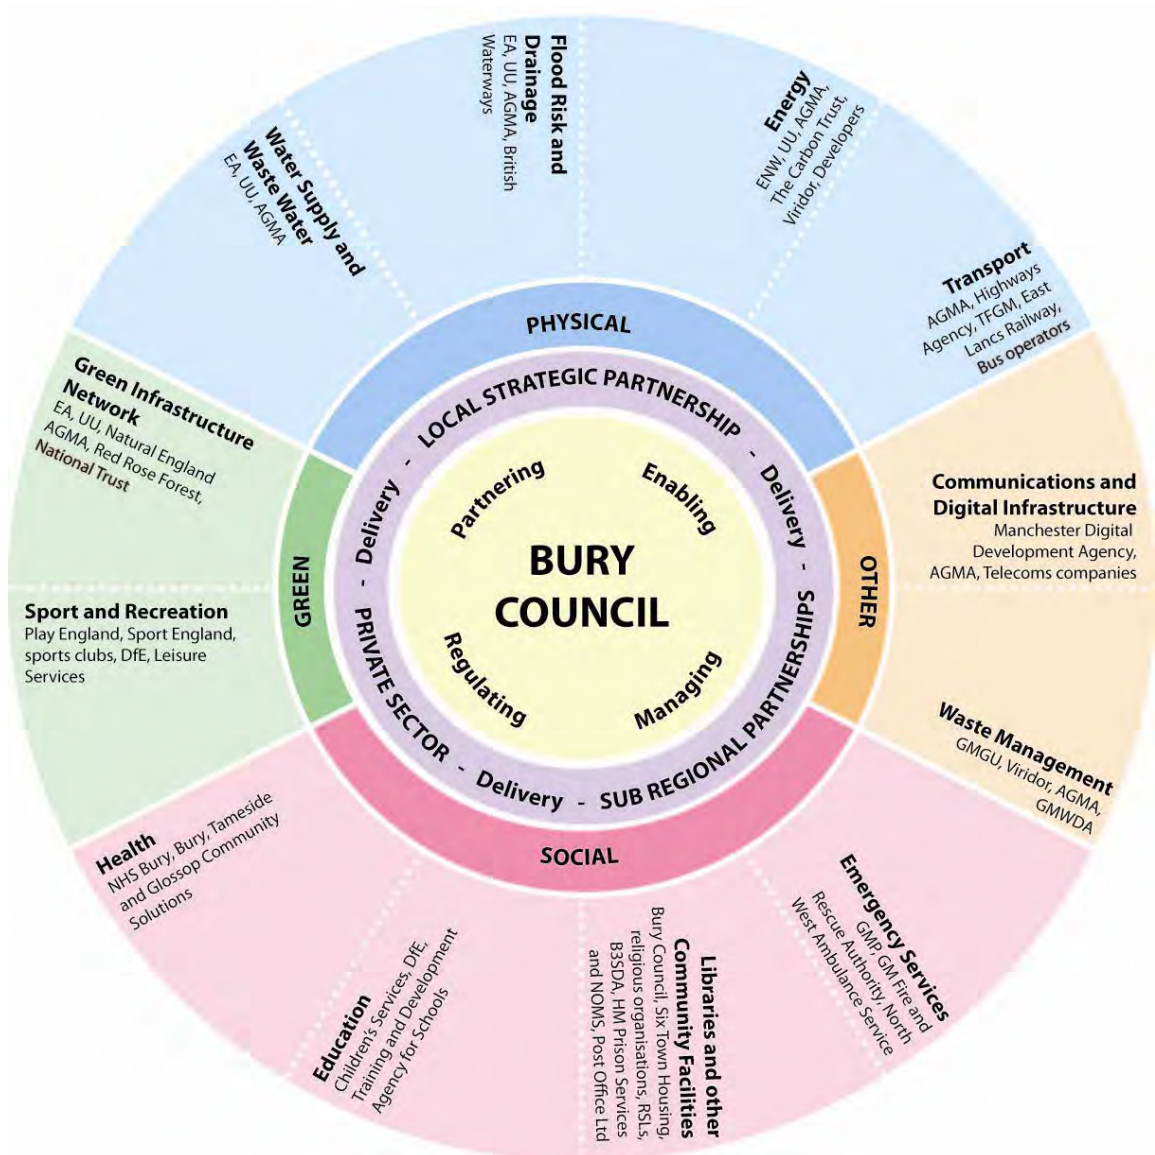 Flood Risk and
Drainage
EA, UU, AGMA, British
Waterways
Energy
ENW, UU, AGMA,
The Carbon Trust,
Viridor, Developers
Transport
AGMA, Highways
Agency, TFGM, East
Lancs Railway,
Bus operators
Water Supply and
Waste Water
EA, UU, AGMA
PHYSICAL
Green Infrastructure
Network
EA, UU, Natural England
AGMA, Red Rose Forest,
National Trust
Sport and Recreation
Play England, Sport England,
sports clubs, DfE, Leisure
Services
GREEN
- LOCAL STRATEGIC PARTNERSHIP - Delivery - SUB REGIONAL PARTNERSHIPS - Delivery - PRIVATE SECTOR - Delivery
Partnering
Enabling
BURY
COUNCIL
Regulating
Managing
OTHER
Communications and
Digital Infrastructure
Manchester Digital
Development Agency,
AGMA, Telecoms companies
Waste Management
GMGU, Viridor, AGMA,
GMWDA
SOCIAL
Health
NHS Bury, Bury, Tameside
and Glossop Community
Solutions
Education
Children's Services, DfE,
Training and Development
Agency for Schools
Libraries and other
Community Facilities
Bury Council, Six Town Housing,
religious organisations, RSLs,
B3SDA, HM Prison Services
and NOMS, Post Office Ltd
Emergency Services
GMP, GM Fire and
Rescue Authority, North
West Ambulance Service